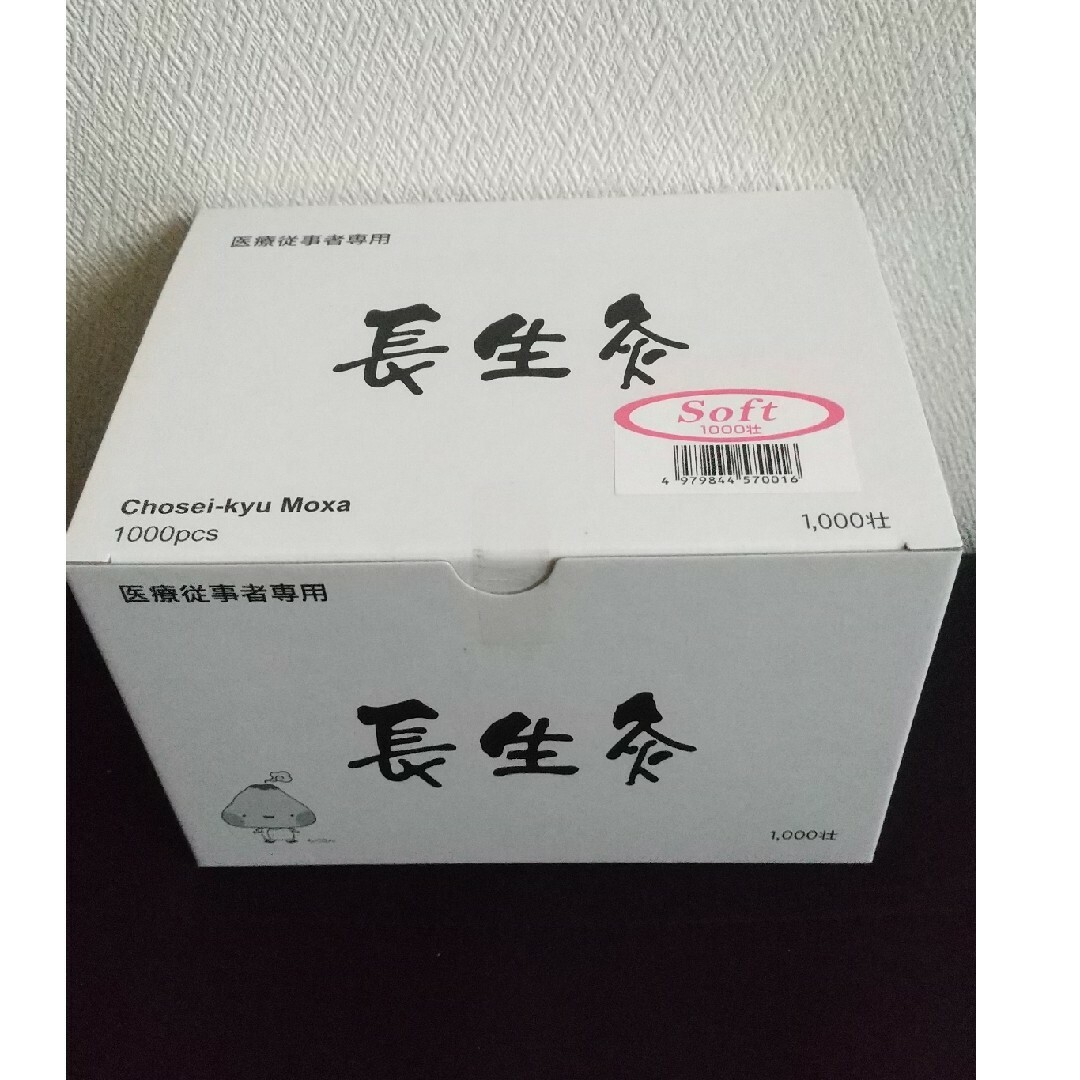 医療従事者専用
長生灸
Soft
1000壮
4 979844 570016
Chosei-kyu Moxa
1000pcs
1,000壮
医療従事者専用
長生灸
1,000壮